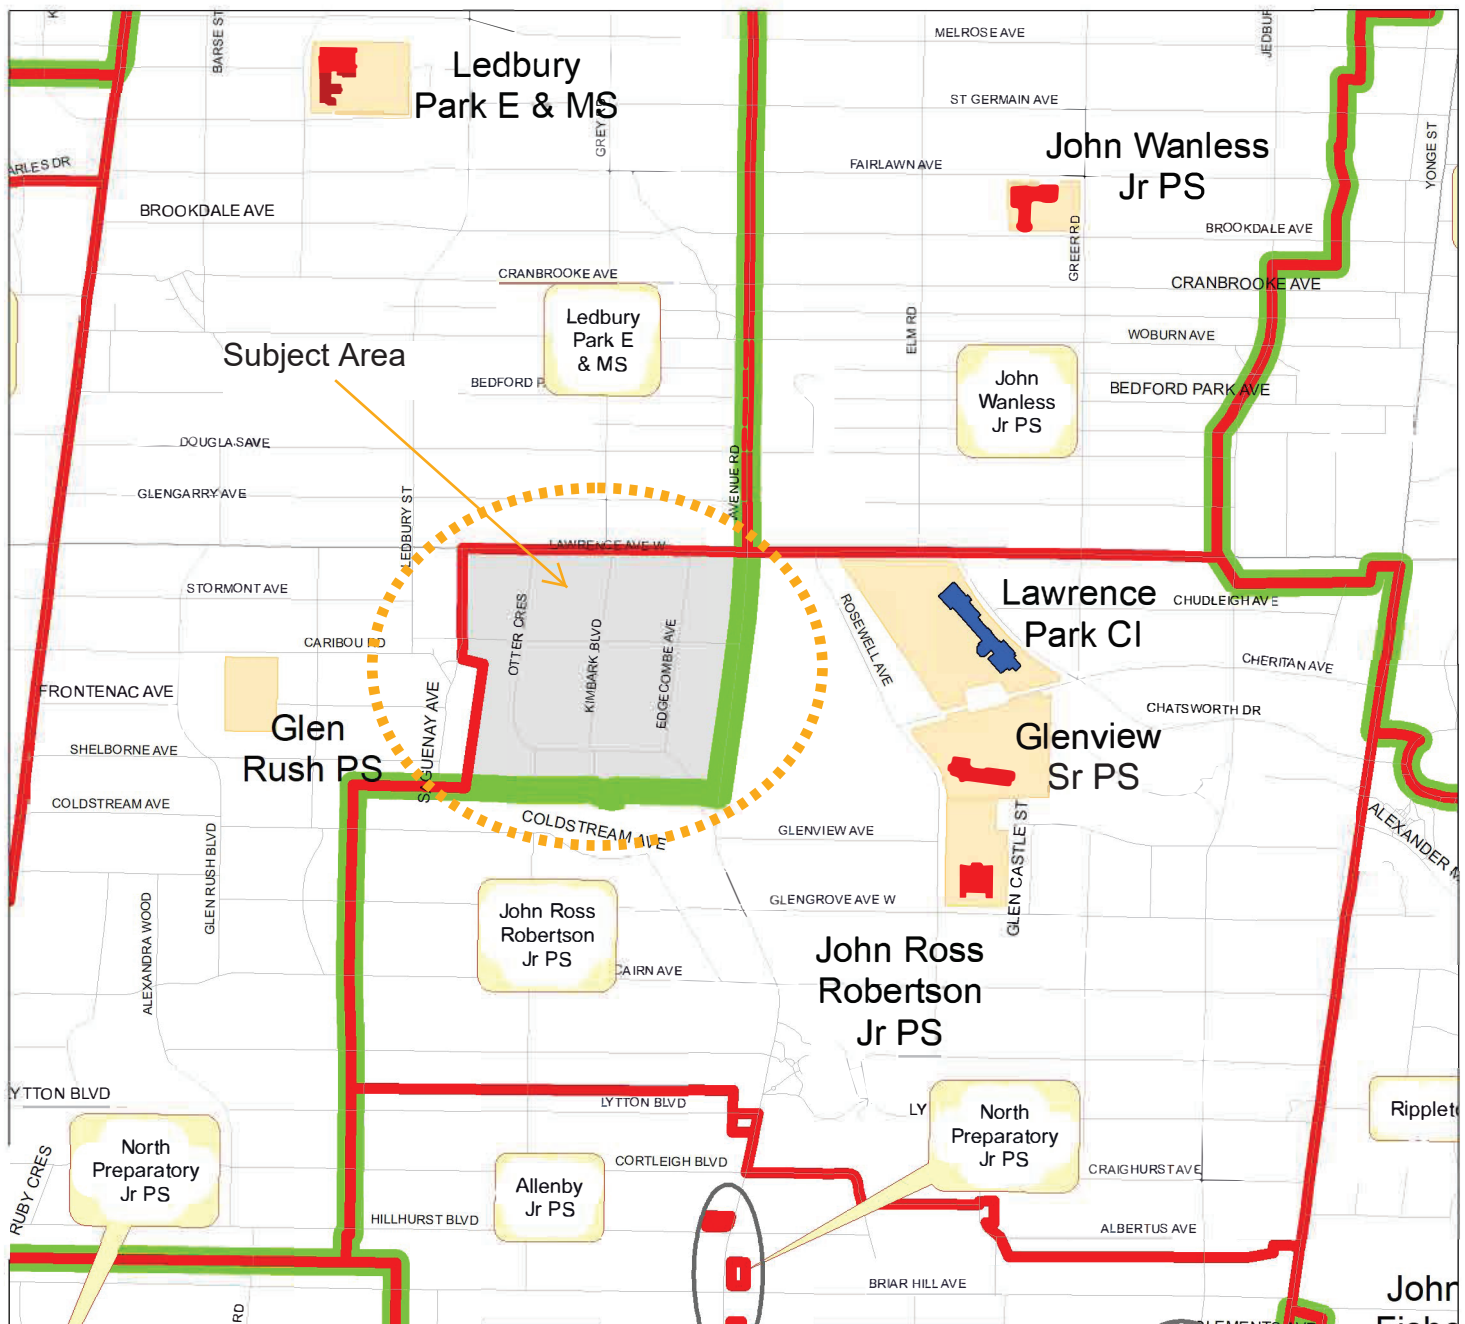 BARSE ST
MELROSE AVE
JEDBUR
Ledbury
Park E & MS
ST GERMAIN AVE
YONGE ST
John Wanless
Jr PS
FAIRLAWN AVE
ARLES DR
BROOKDALE AVE
GREER RD
BROOKDALE AVE
CRANBROOKE AVE
CRANBROOKE AVE
Ledbury
Park E
& MS
ELM RD
WOBURN AVE
Subject Area
BEDFORD P
John
Wanless
Jr PS
BEDFORD PARK AVE
DOUGLAS AVE
AVENUE RD
GLENGARRY AVE
LEDBURY ST
LAWRENCE AVE W
STORMONT AVE
OTTER CRES
KIMBARK BLVD
EDGECOMBE AVE
ROSEWELL AVE
Lawrence
Park CI
CHUDLEIGH AVE
CARIBOU RD
CHERITAN AVE
FRONTENAC AVE
CHATSWORTH DR
Glen
Rush PS
SAGUENAY AVE
Glenview
Sr PS
SHELBORNE AVE
COLDSTREAM AVE
COLDSTREAM AVE
GLENVIEW AVE
GLEN CASTLE ST
ALEXANDER M
GLEN RUSH BLVD
ALEXANDRA WOOD
GLENGROVE AVE W
John Ross
Robertson
Jr PS
John Ross
Robertson
Jr PS
CAIRN AVE
YTTON BLVD
LYTTON BLVD
LY
North
Preparatory
Jr PS
Ripplet
North
Preparatory
Jr PS
RUBY CRES
CORTLEIGH BLVD
CRAIGHURST AVE
Allenby
Jr PS
HILLHURST BLVD
ALBERTUS AVE
BRIAR HILL AVE
John
RD